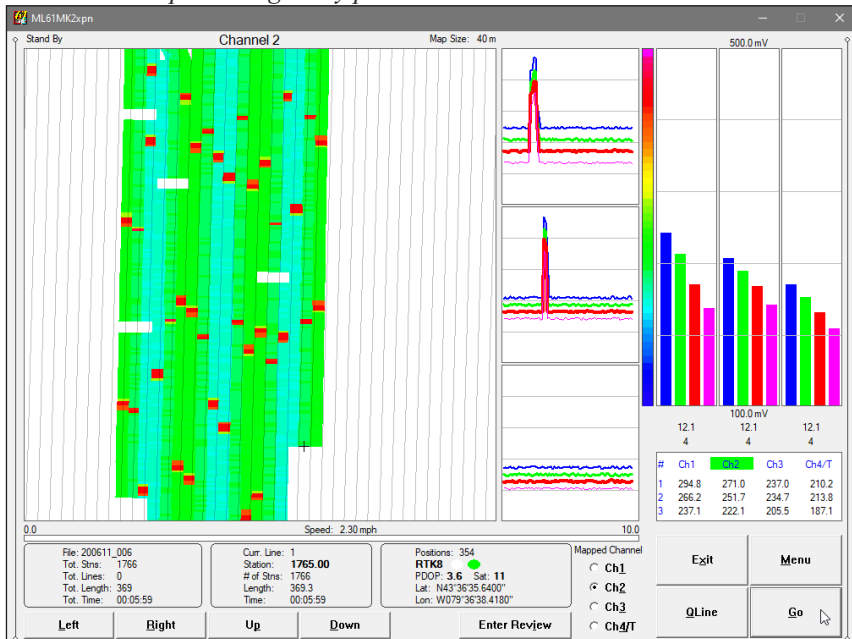 ML61MK2xpn
Stand By Channel 2 Map Size: 40 m
500.0 mV
100.0 mV
12.1 12.1 12.1
4 4 4
# Ch1 Ch2 Ch3 Ch4/T
1 294.8 271.0 237.0 210.2
2 266.2 251.7 234.7 213.8
3 237.1 222.1 205.5 187.1
0.0 Speed: 2.30 mph 10.0
File: 200611_006
Tot. Stns: 1766
Tot. Lines: 0
Tot. Length: 369
Tot. Time: 00:05:59
Curr. Line: 1
Station: 1765.00
# of Stns: 1766
Length: 369.3
Time: 00:05:59
Positions: 354
RTK8
PDOP: 3.6 Sat: 11
Lat: N43°36'35.6400"
Lon: W079°36'38.4180"
Mapped Channel
Ch1
Ch2
Ch3
Ch4/T
Exit Menu
QLine Go
Left Right Up Down Enter Review